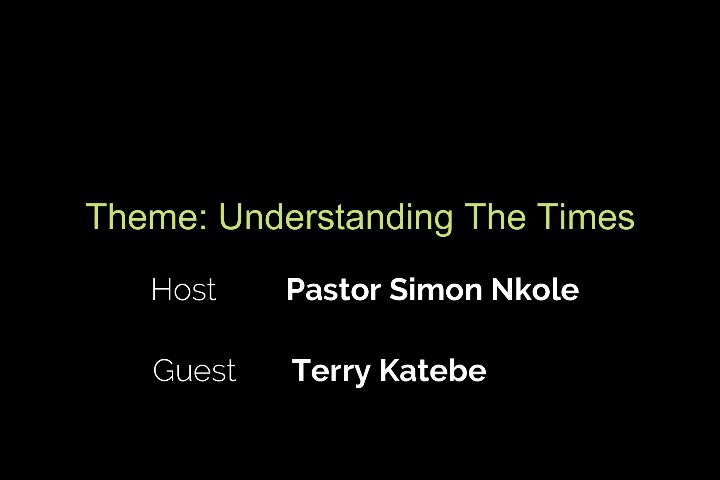 Theme: Understanding The Times
Host Pastor Simon Nkole
Guest Terry Katebe